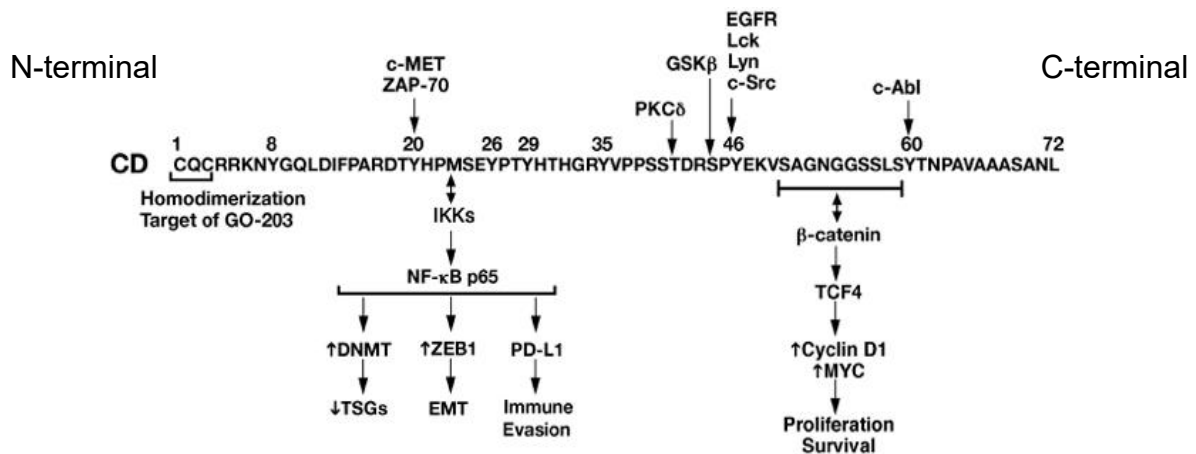 N-terminal
C-terminal
c-MET
ZAP-70
PKCδ
GSKβ
EGFR
Lck
Lyn
c-Src
c-Abl
1 8 20 26 29 35 46 60 72
CD CQCRRKNYGQLDIFPARDTYHPMSEYPTYHTHGRYVPPSSTDRSPYEKVSAGNGGSSLSYTNPAVAAASANL
Homodimerization
Target of GO-203
IKKs
NF-κB p65
↑DNMT ↑ZEB1 PD-L1
↓TSGs EMT Immune
Evasion
β-catenin
TCF4
↑Cyclin D1
↑MYC
Proliferation
Survival